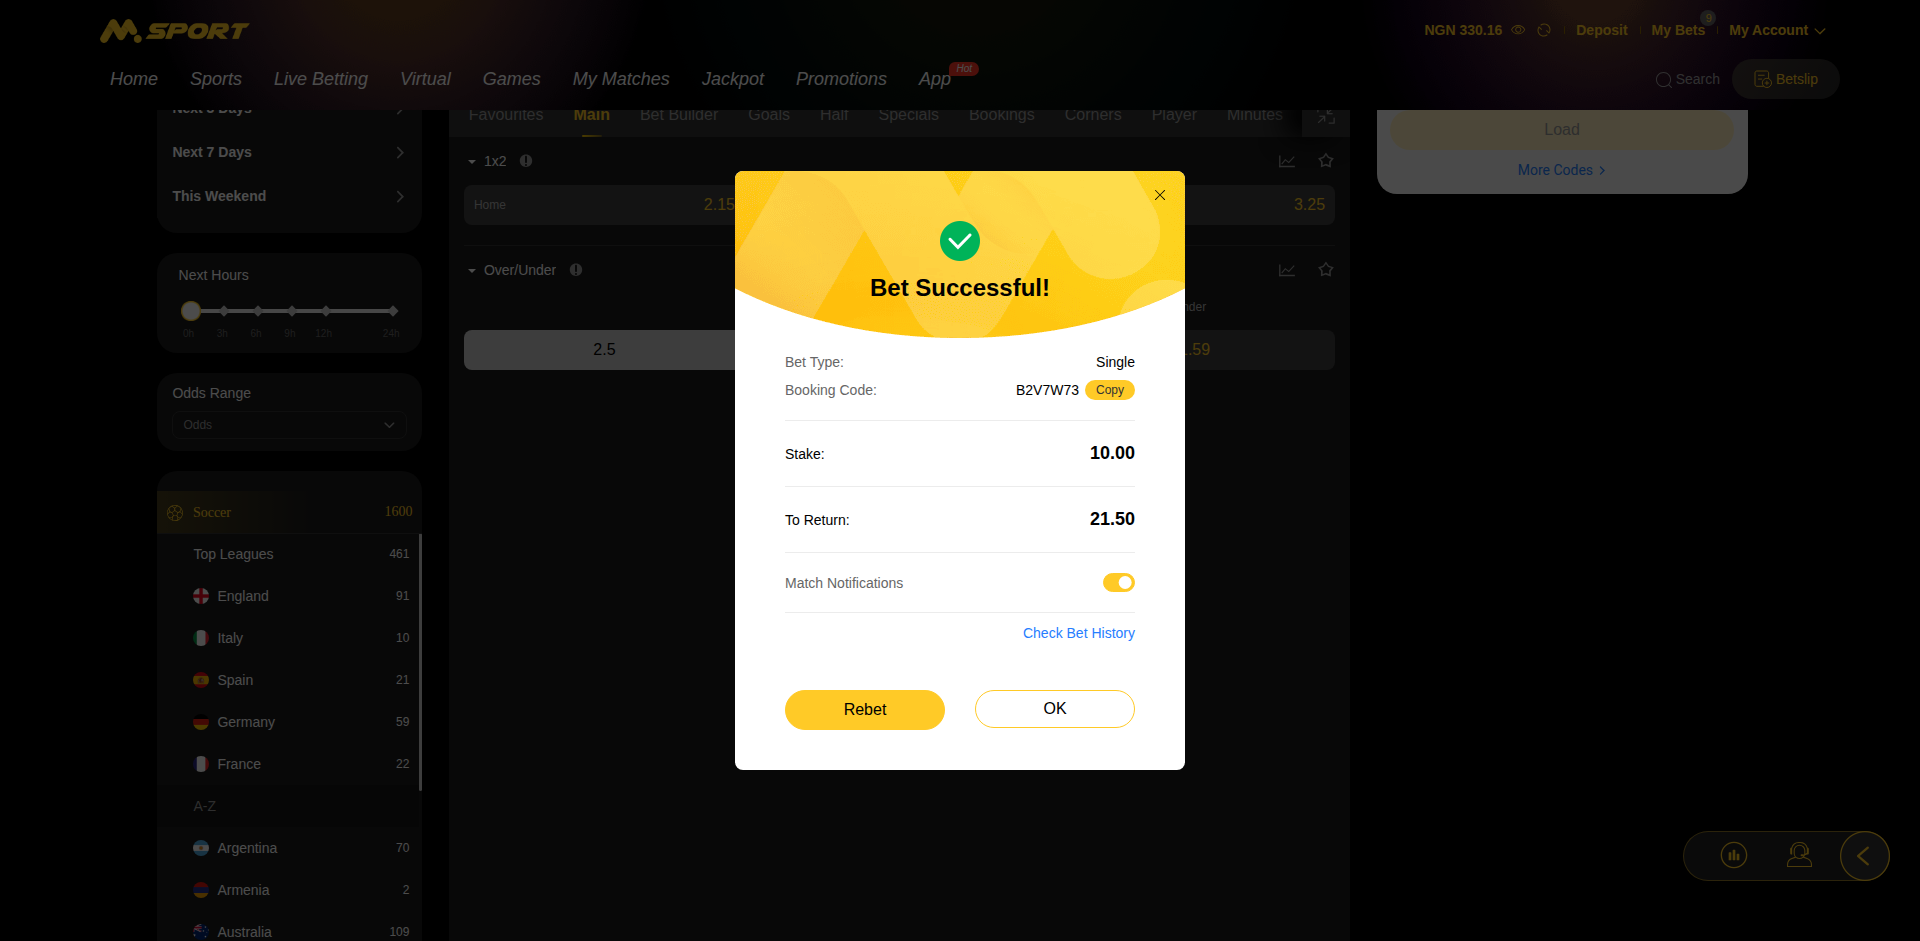 M.SPORT
NGN 330.16
Deposit
My Bets
9
My Account
Home
Sports
Live Betting
Virtual
Games
My Matches
Jackpot
Promotions
App
Hot
Search
Betslip
Next 7 Days
This Weekend
Next Hours
0h 3h 6h 9h 12h 24h
Odds Range
Odds
Soccer 1600
Top Leagues 461
England 91
Italy 10
Spain 21
Germany 59
France 22
A-Z
Argentina 70
Armenia 2
Australia 109
Favourites Main Bet Builder Goals Half Specials Bookings Corners Player Minutes
1x2
Home 2.15 3.25
Over/Under
2.5
Bet Successful!
Bet Type: Single
Booking Code: B2V7W73 Copy
Stake: 10.00
To Return: 21.50
Match Notifications
Check Bet History
Rebet
OK
Load
More Codes